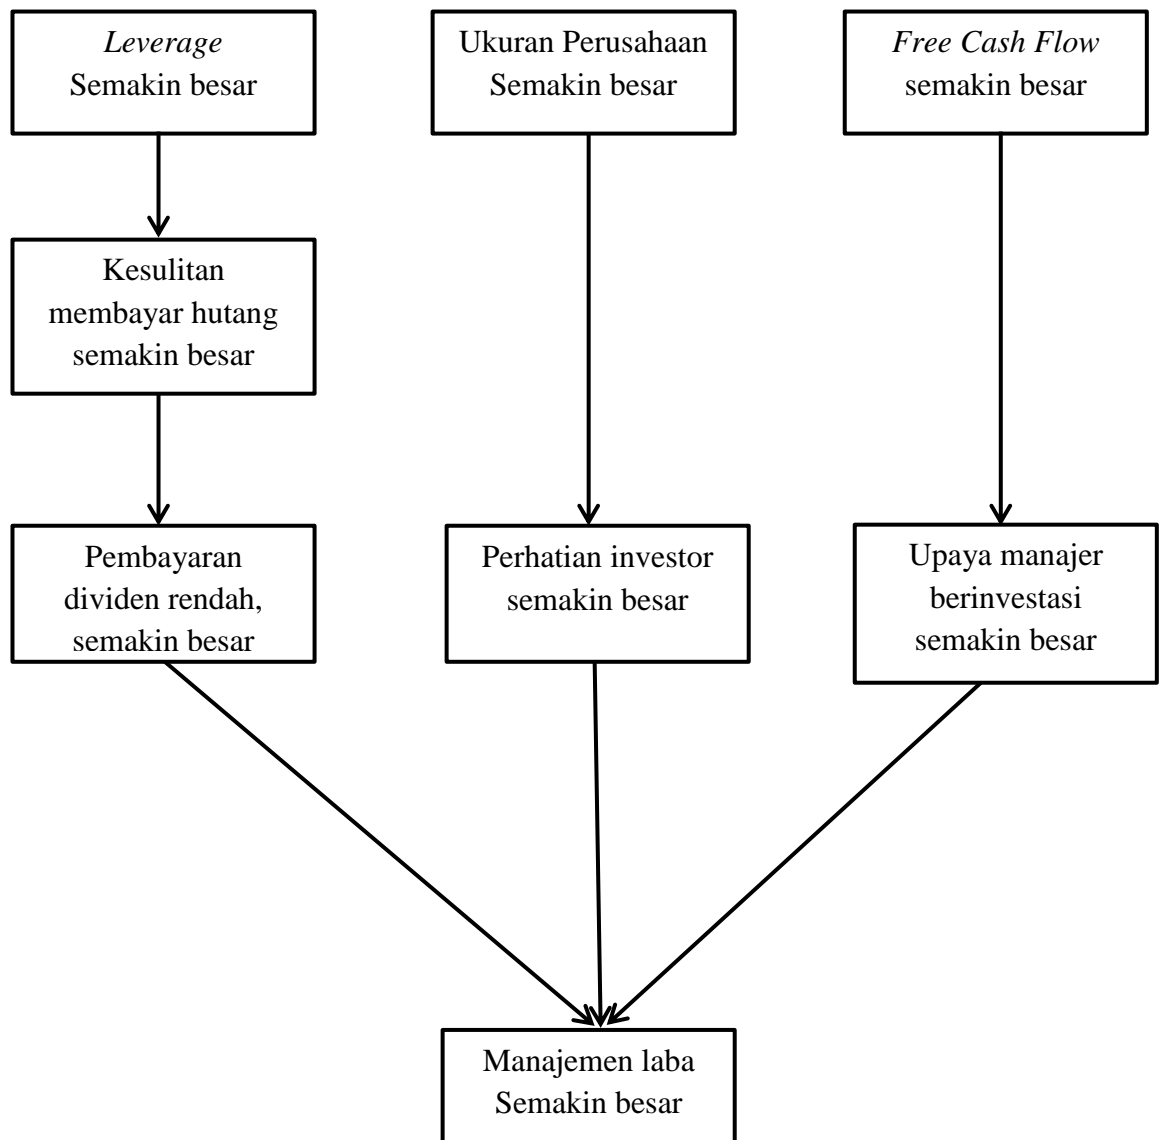 Leverage
Semakin besar
Ukuran Perusahaan
Semakin besar
Free Cash Flow
semakin besar
Kesulitan
membayar hutang
semakin besar
Pembayaran
dividen rendah,
semakin besar
Perhatian investor
semakin besar
Upaya manajer
berinvestasi
semakin besar
Manajemen laba
Semakin besar